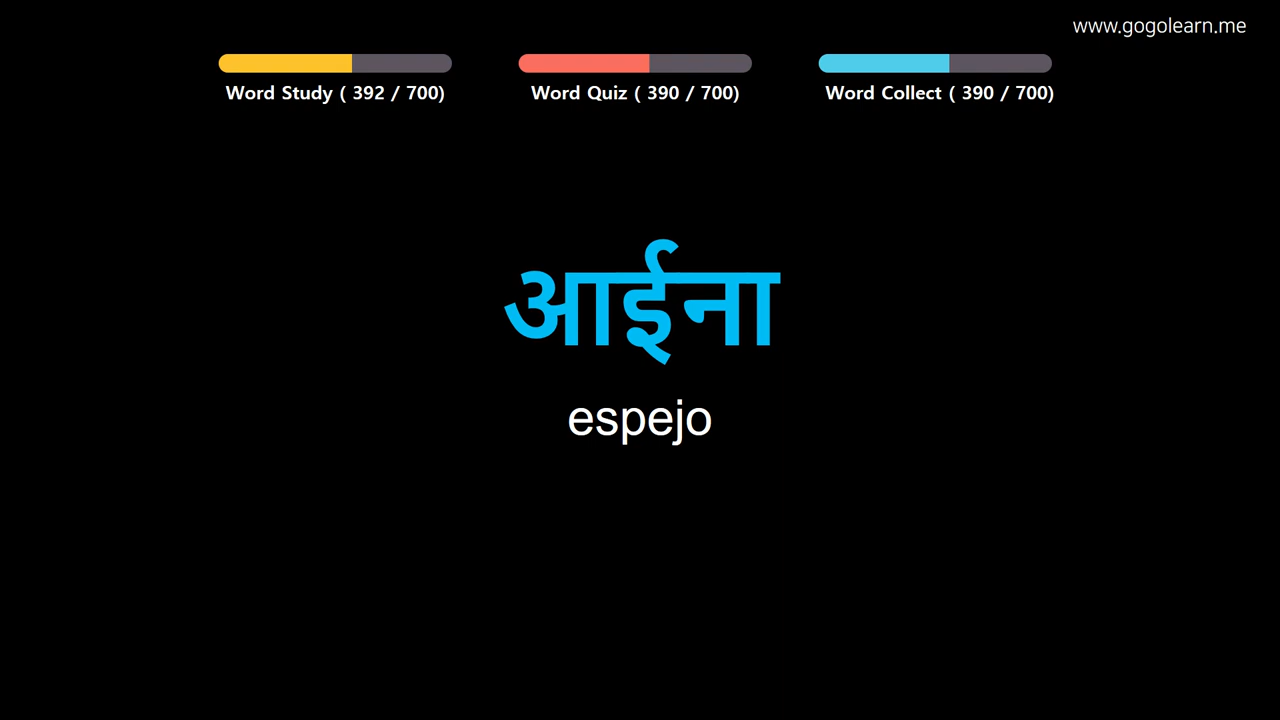 www.gogolearn.me
Word Study ( 392 / 700)
Word Quiz ( 390 / 700)
Word Collect ( 390 / 700)
आईना
espejo